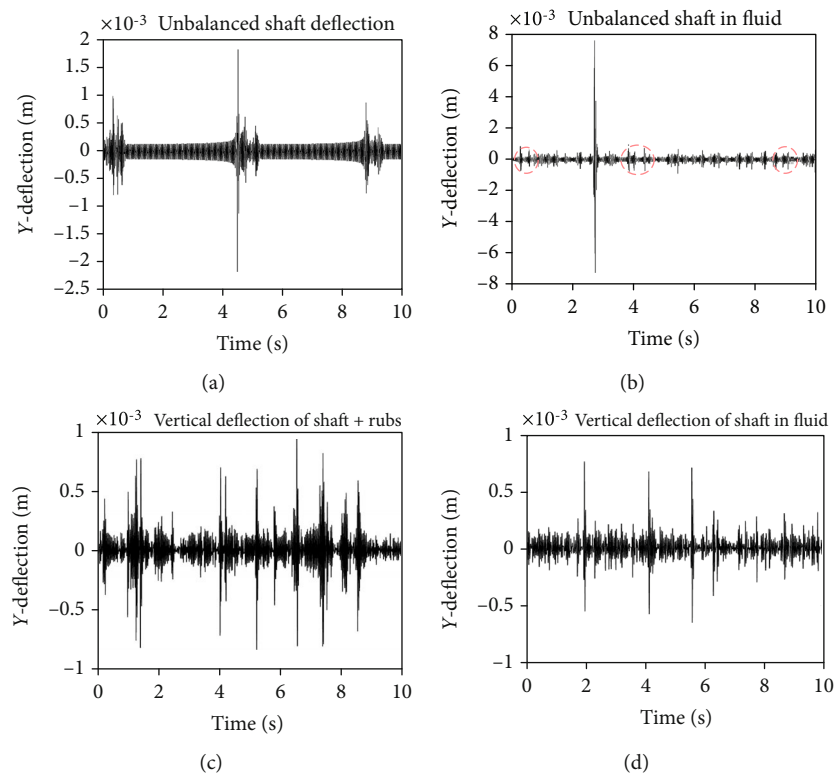 ×10-3 Unbalanced shaft deflection
2
1.5
1
0.5
0
–0.5
–1
–1.5
–2
–2.5
Y-deflection (m)
0 2 4 6 8 10
Time (s)
(a)
×10-3 Unbalanced shaft in fluid
8
6
4
2
0
–2
–4
–6
–8
Y-deflection (m)
0 2 4 6 8 10
Time (s)
(b)
×10-3 Vertical deflection of shaft + rubs
1
0.5
0
–0.5
–1
Y-deflection (m)
0 2 4 6 8 10
Time (s)
(c)
×10-3 Vertical deflection of shaft in fluid
1
0.5
0
–0.5
–1
Y-deflection (m)
0 2 4 6 8 10
Time (s)
(d)